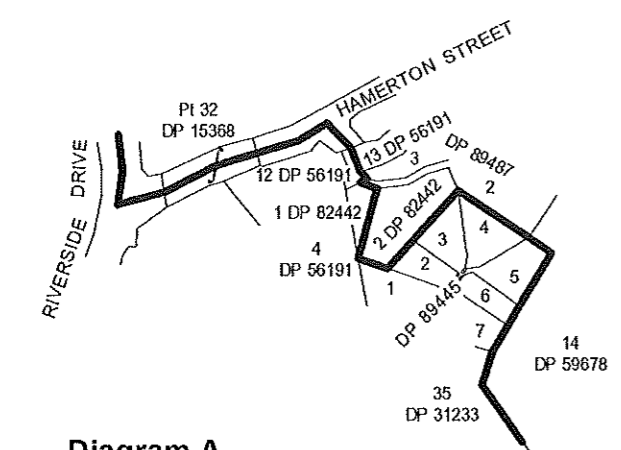 HAMERTON STREET
Pt 32
DP 15368
RIVERSIDE DRIVE
13 DP 56191
12 DP 56191
3
DP 89487
2
1 DP 82442
2 DP 82442
4
DP 56191
3
4
2
1
5
6
DP 89445
7
14
DP 59678
35
DP 31233
Diagram A